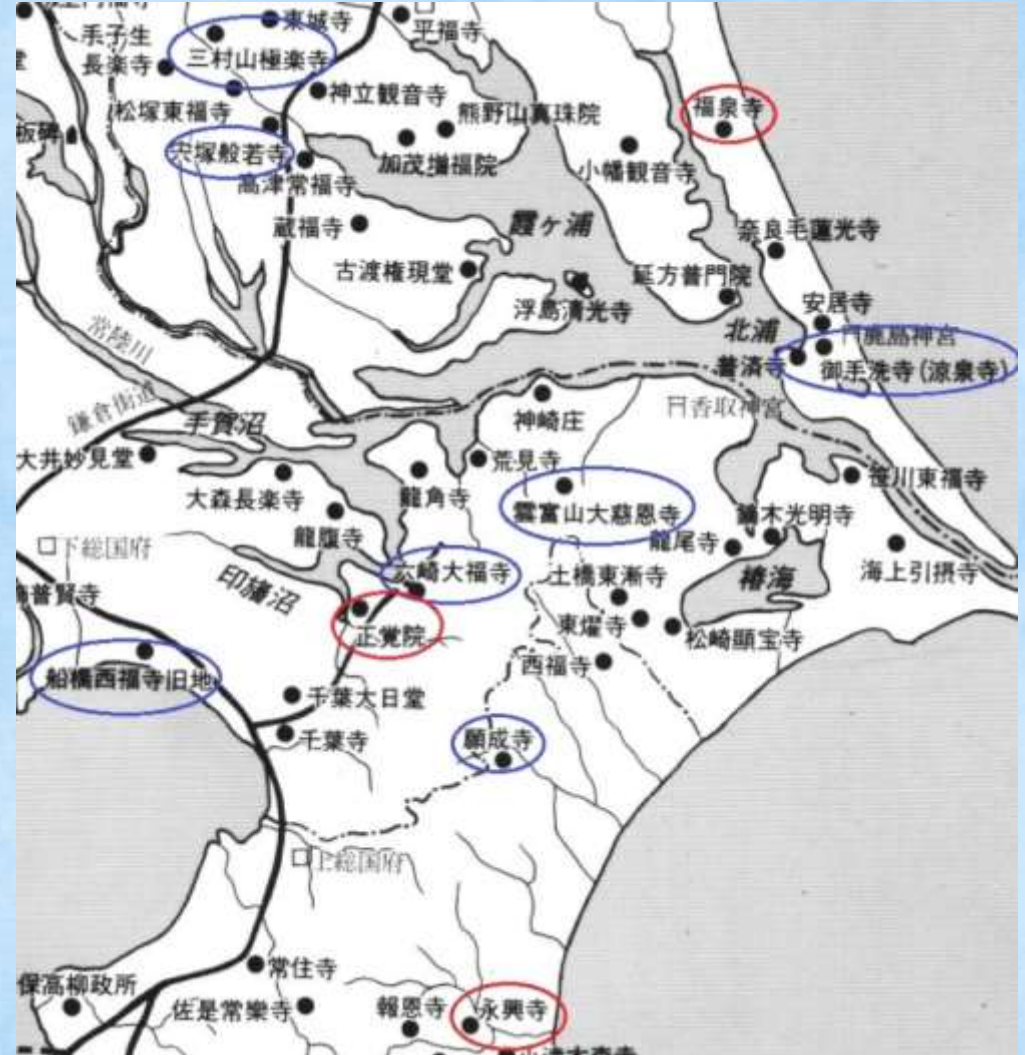 東城寺
手子生
長楽寺
三村山極楽寺
平福寺
松塚東福寺
神立観音寺
熊野山真珠院
福泉寺
板碑
宍塚般若寺
高津常福寺
加茂増福院
小幡観音寺
蔵福寺
霞ヶ浦
奈良毛蓮光寺
古渡権現堂
浮島清光寺
延方普門院
安居寺
北浦
鹿島神宮
普済寺
御手洗寺(涼泉寺)
常陸川
鎌倉街道
手賀沼
神崎庄
香取神宮
大井妙見堂
荒見寺
笹川東福寺
大森長楽寺
龍角寺
雲富山大慈恩寺
龍腹寺
龍尾寺
鏑木光明寺
下総国府
印旛沼
六崎大福寺
土橋東漸寺
椿海
海上引摂寺
普賢寺
正覚院
東燿寺
松崎顕宝寺
西福寺
船橋西福寺旧地
千葉大日堂
千葉寺
願成寺
上総国府
常住寺
保高柳政所
佐是常樂寺
報恩寺
永興寺